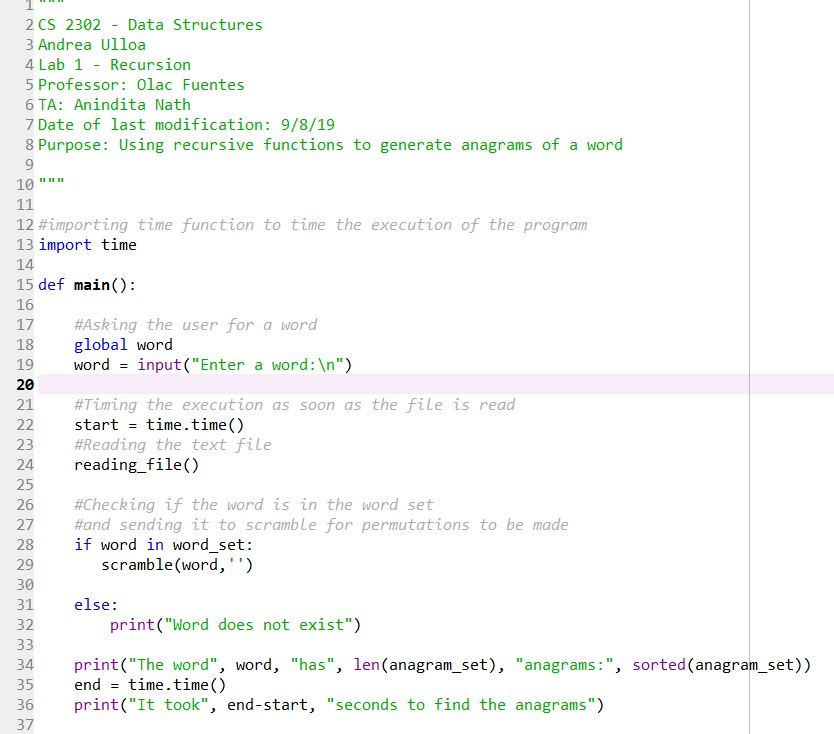 1 """
2 CS 2302 - Data Structures
3 Andrea Ulloa
4 Lab 1 - Recursion
5 Professor: Olac Fuentes
6 TA: Anindita Nath
7 Date of last modification: 9/8/19
8 Purpose: Using recursive functions to generate anagrams of a word
9
10 """
11
12 #importing time function to time the execution of the program
13 import time
14
15 def main():
16
17     #Asking the user for a word
18     global word
19     word = input("Enter a word:\n")
20
21     #Timing the execution as soon as the file is read
22     start = time.time()
23     #Reading the text file
24     reading_file()
25
26     #Checking if the word is in the word set
27     #and sending it to scramble for permutations to be made
28     if word in word_set:
29        scramble(word,'')
30
31     else:
32         print("Word does not exist")
33
34     print("The word", word, "has", len(anagram_set), "anagrams:", sorted(anagram_set))
35     end = time.time()
36     print("It took", end-start, "seconds to find the anagrams")
37